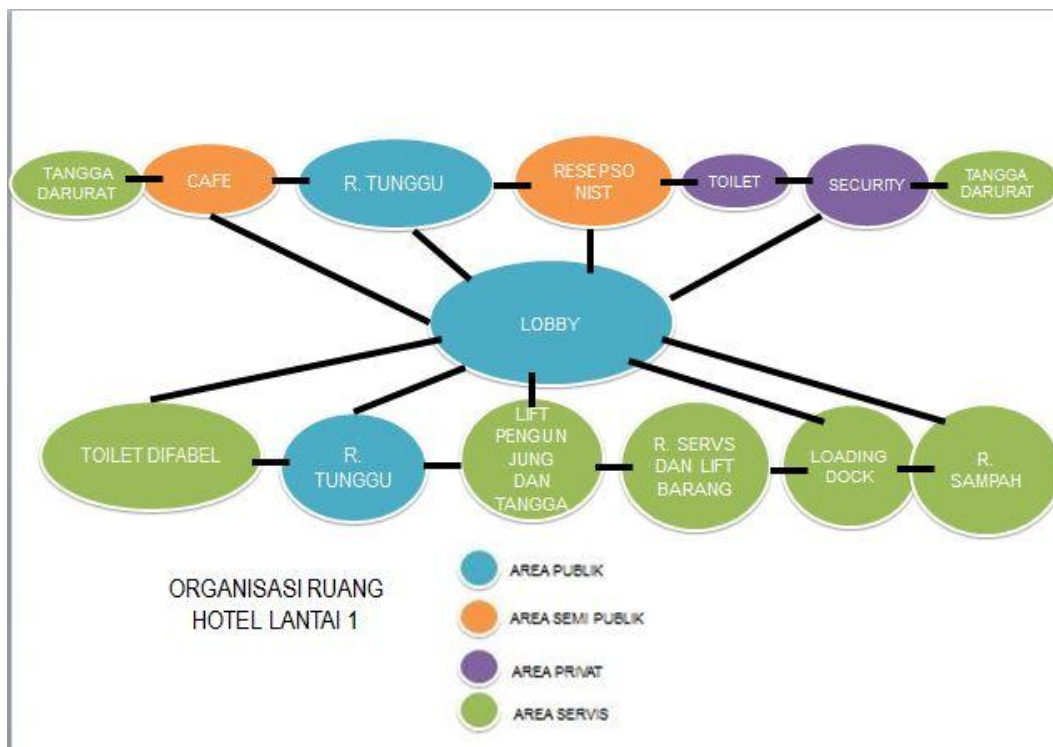 TANGGA
DARURAT
CAFE
R. TUNGGU
RESEPSO
NIST
TOILET
SECURITY
TANGGA
DARURAT
LOBBY
TOILET DIFABEL
R.
TUNGGU
LIFT
PENGUN
JUNG
DAN
TANGGA
R. SERVS
DAN LIFT
BARANG
LOADING
DOCK
R.
SAMPAH
ORGANISASI RUANG
HOTEL LANTAI 1
AREA PUBLIK
AREA SEMI PUBLIK
AREA PRIVAT
AREA SERVIS